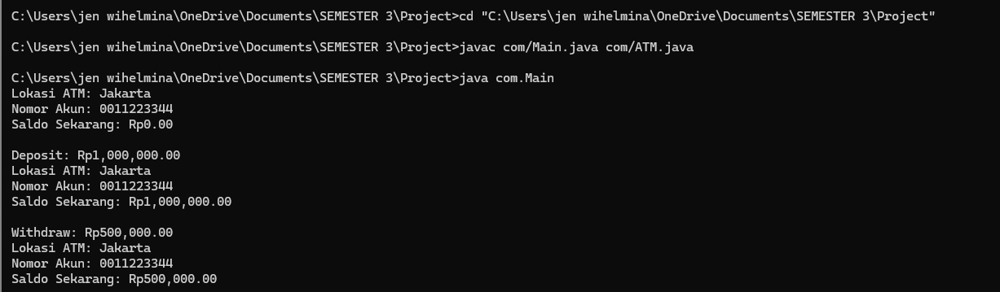 C:\Users\jen wihelmina\OneDrive\Documents\SEMESTER 3\Project>cd "C:\Users\jen wihelmina\OneDrive\Documents\SEMESTER 3\Project"
C:\Users\jen wihelmina\OneDrive\Documents\SEMESTER 3\Project>javac com/Main.java com/ATM.java
C:\Users\jen wihelmina\OneDrive\Documents\SEMESTER 3\Project>java com.Main
Lokasi ATM: Jakarta
Nomor Akun: 0011223344
Saldo Sekarang: Rp0.00
Deposit: Rp1,000,000.00
Lokasi ATM: Jakarta
Nomor Akun: 0011223344
Saldo Sekarang: Rp1,000,000.00
Withdraw: Rp500,000.00
Lokasi ATM: Jakarta
Nomor Akun: 0011223344
Saldo Sekarang: Rp500,000.00